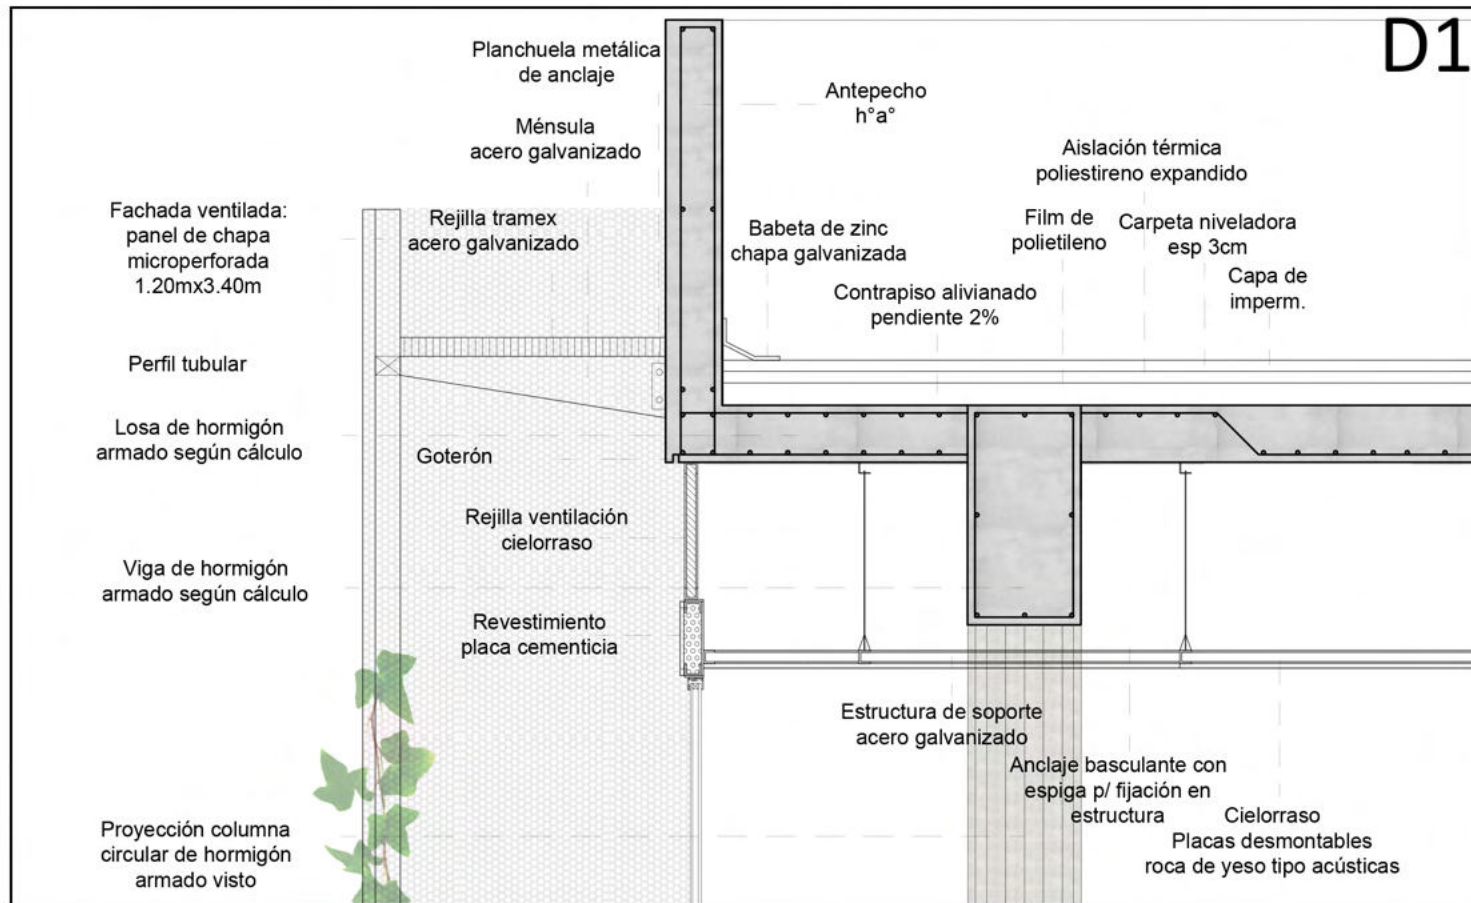 D1
Planchuela metálica
de anclaje
Antepecho
h°a°
Ménsula
acero galvanizado
Aislación térmica
poliestireno expandido
Fachada ventilada:
panel de chapa
microperforada
1.20mx3.40m
Rejilla tramex
acero galvanizado
Babeta de zinc
chapa galvanizada
Film de
polietileno
Carpeta niveladora
esp 3cm
Capa de
imperm.
Contrapiso alivianado
pendiente 2%
Perfil tubular
Losa de hormigón
armado según cálculo
Goterón
Rejilla ventilación
cielorraso
Viga de hormigón
armado según cálculo
Revestimiento
placa cementicia
Estructura de soporte
acero galvanizado
Anclaje basculante con
espiga p/ fijación en
estructura
Cielorraso
Placas desmontables
roca de yeso tipo acústicas
Proyección columna
circular de hormigón
armado visto